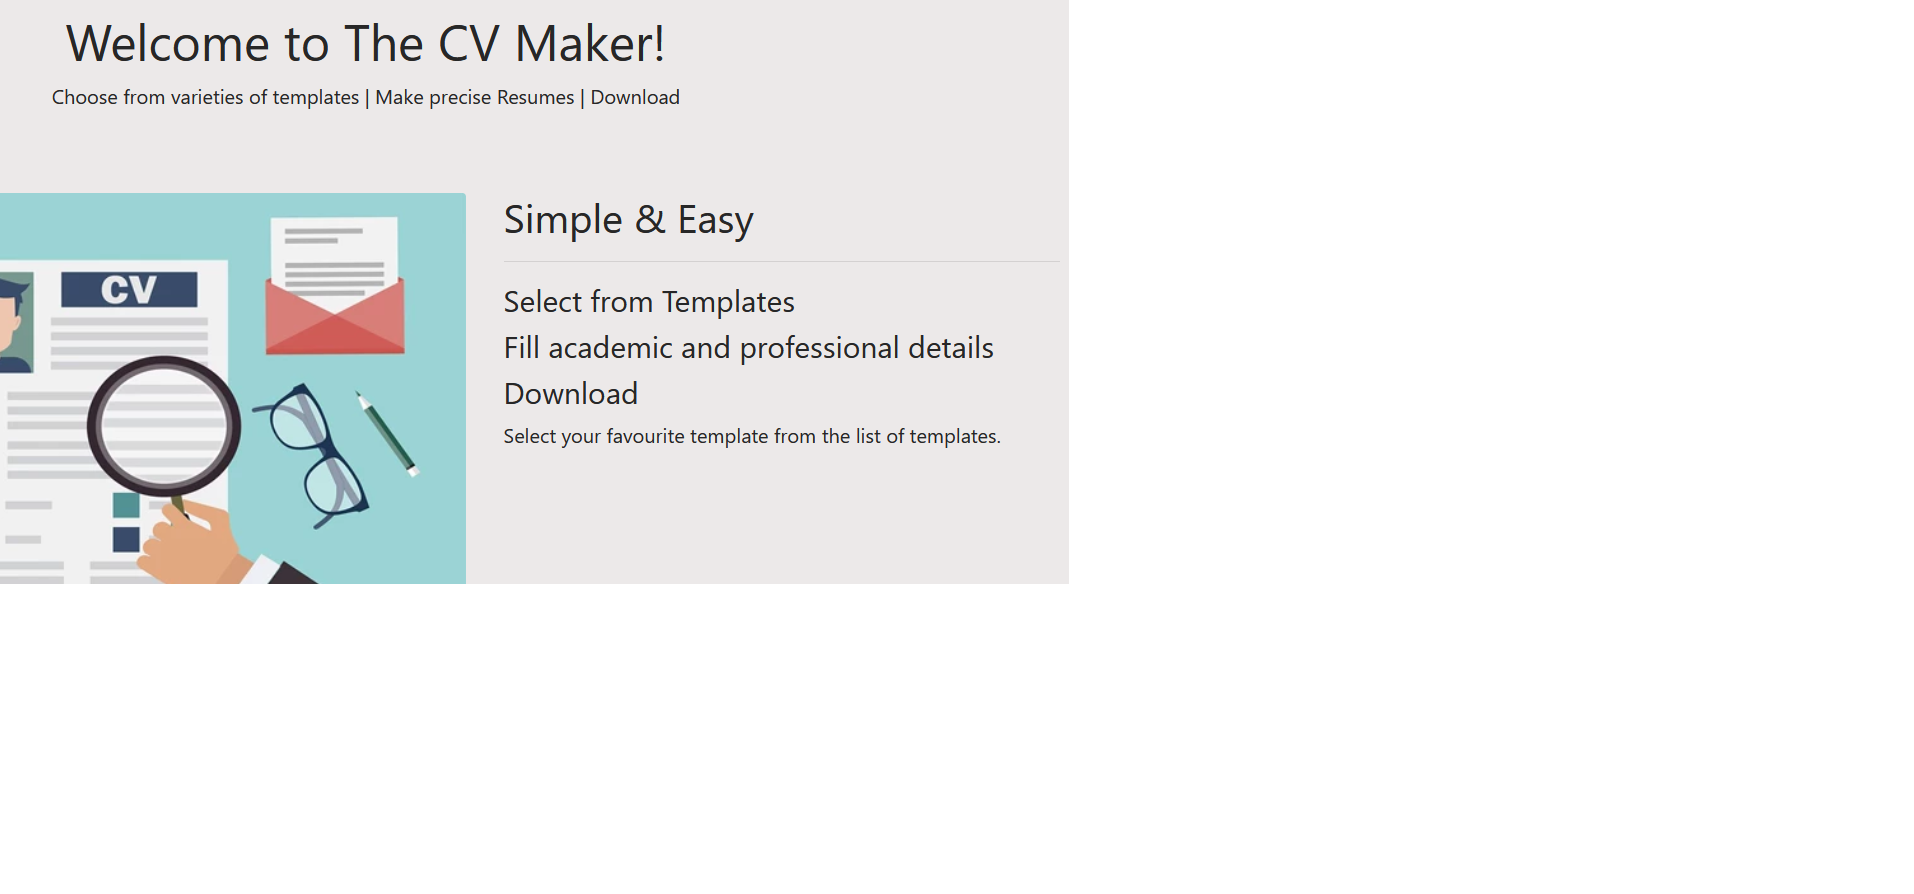 Welcome to The CV Maker!
Choose from varieties of templates | Make precise Resumes | Download
CV
Simple & Easy
Select from Templates
Fill academic and professional details
Download
Select your favourite template from the list of templates.